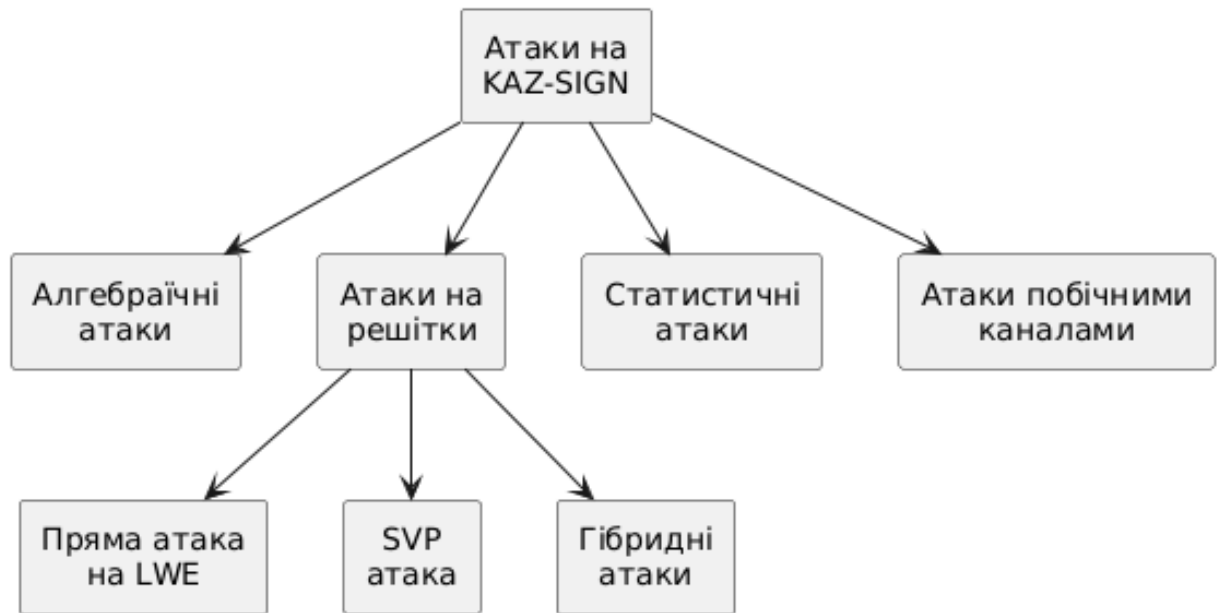 Атаки на
KAZ-SIGN
Алгебраїчні
атаки
Атаки на
решітки
Статистичні
атаки
Атаки побічними
каналами
Пряма атака
на LWE
SVP
атака
Гібридні
атаки